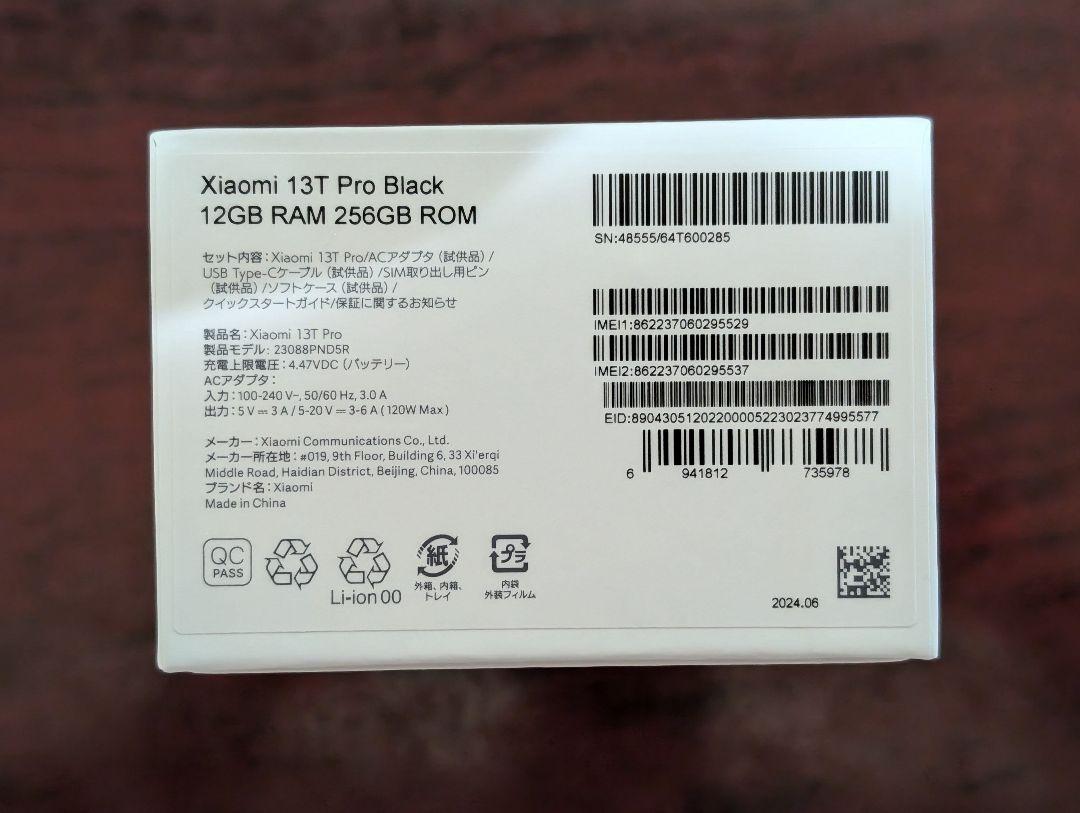 Xiaomi 13T Pro Black
12GB RAM 256GB ROM
セット内容：Xiaomi 13T Pro/ACアダプタ（試供品）/
USB Type-Cケーブル（試供品）/SIM取り出し用ピン
（試供品）/ソフトケース（試供品）/
クイックスタートガイド/保証に関するお知らせ
製品名：Xiaomi 13T Pro
製品モデル: 23088PND5R
充電上限電圧：4.47VDC（バッテリー）
ACアダプタ：
入力：100-240 V~, 50/60 Hz, 3.0 A
出力：5 V ⎓ 3 A / 5-20 V ⎓ 3-6 A ( 120W Max )
メーカー：Xiaomi Communications Co., Ltd.
メーカー所在地：#019, 9th Floor, Building 6, 33 Xi'erqi
Middle Road, Haidian District, Beijing, China, 100085
ブランド名：Xiaomi
Made in China
QC
PASS
Li-ion 00
紙
外箱、内箱、
トレイ
プラ
内袋
外装フィルム
SN:48555/64T600285
IMEI1:862237060295529
IMEI2:862237060295537
EID:89043051202200005223023774995577
6 941812 735978
2024.06